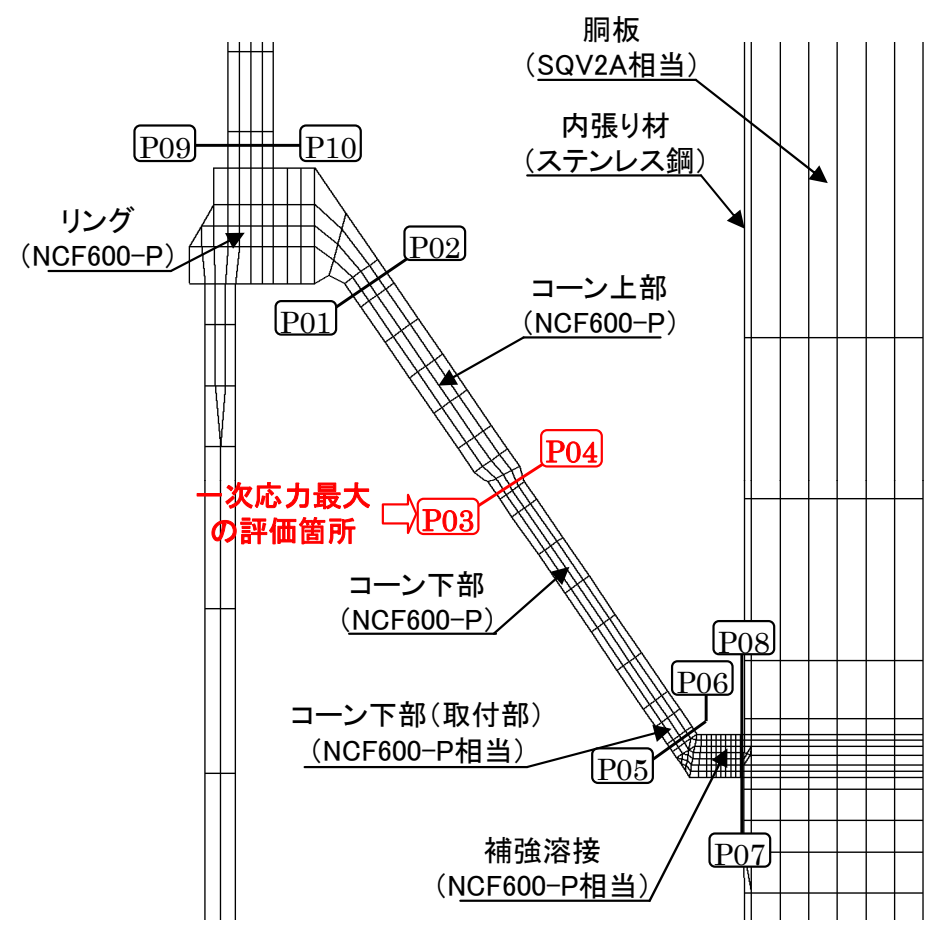 胴板
(SQV2A相当)
内張り材
(ステンレス鋼)
P09
P10
リング
(NCF600-P)
P02
P01
コーン上部
(NCF600-P)
P04
一次応力最大
の評価箇所
P03
コーン下部
(NCF600-P)
P08
P06
コーン下部(取付部)
(NCF600-P相当)
P05
補強溶接
(NCF600-P相当)
P07